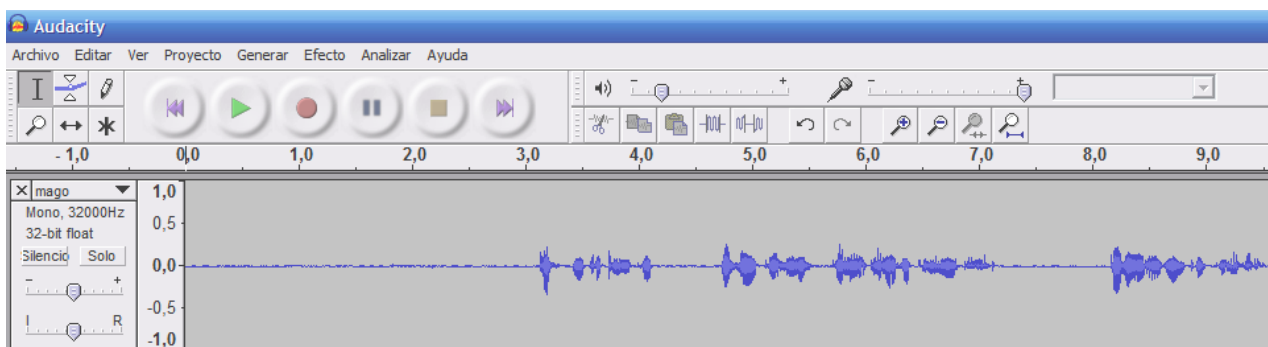 Audacity
Archivo Editar Ver Proyecto Generar Efecto Analizar Ayuda
- 1,0 0,0 1,0 2,0 3,0 4,0 5,0 6,0 7,0 8,0 9,0
mago
Mono, 32000Hz
32-bit float
Silencio Solo
- +
I R
1,0
0,5
0,0
-0,5
-1,0